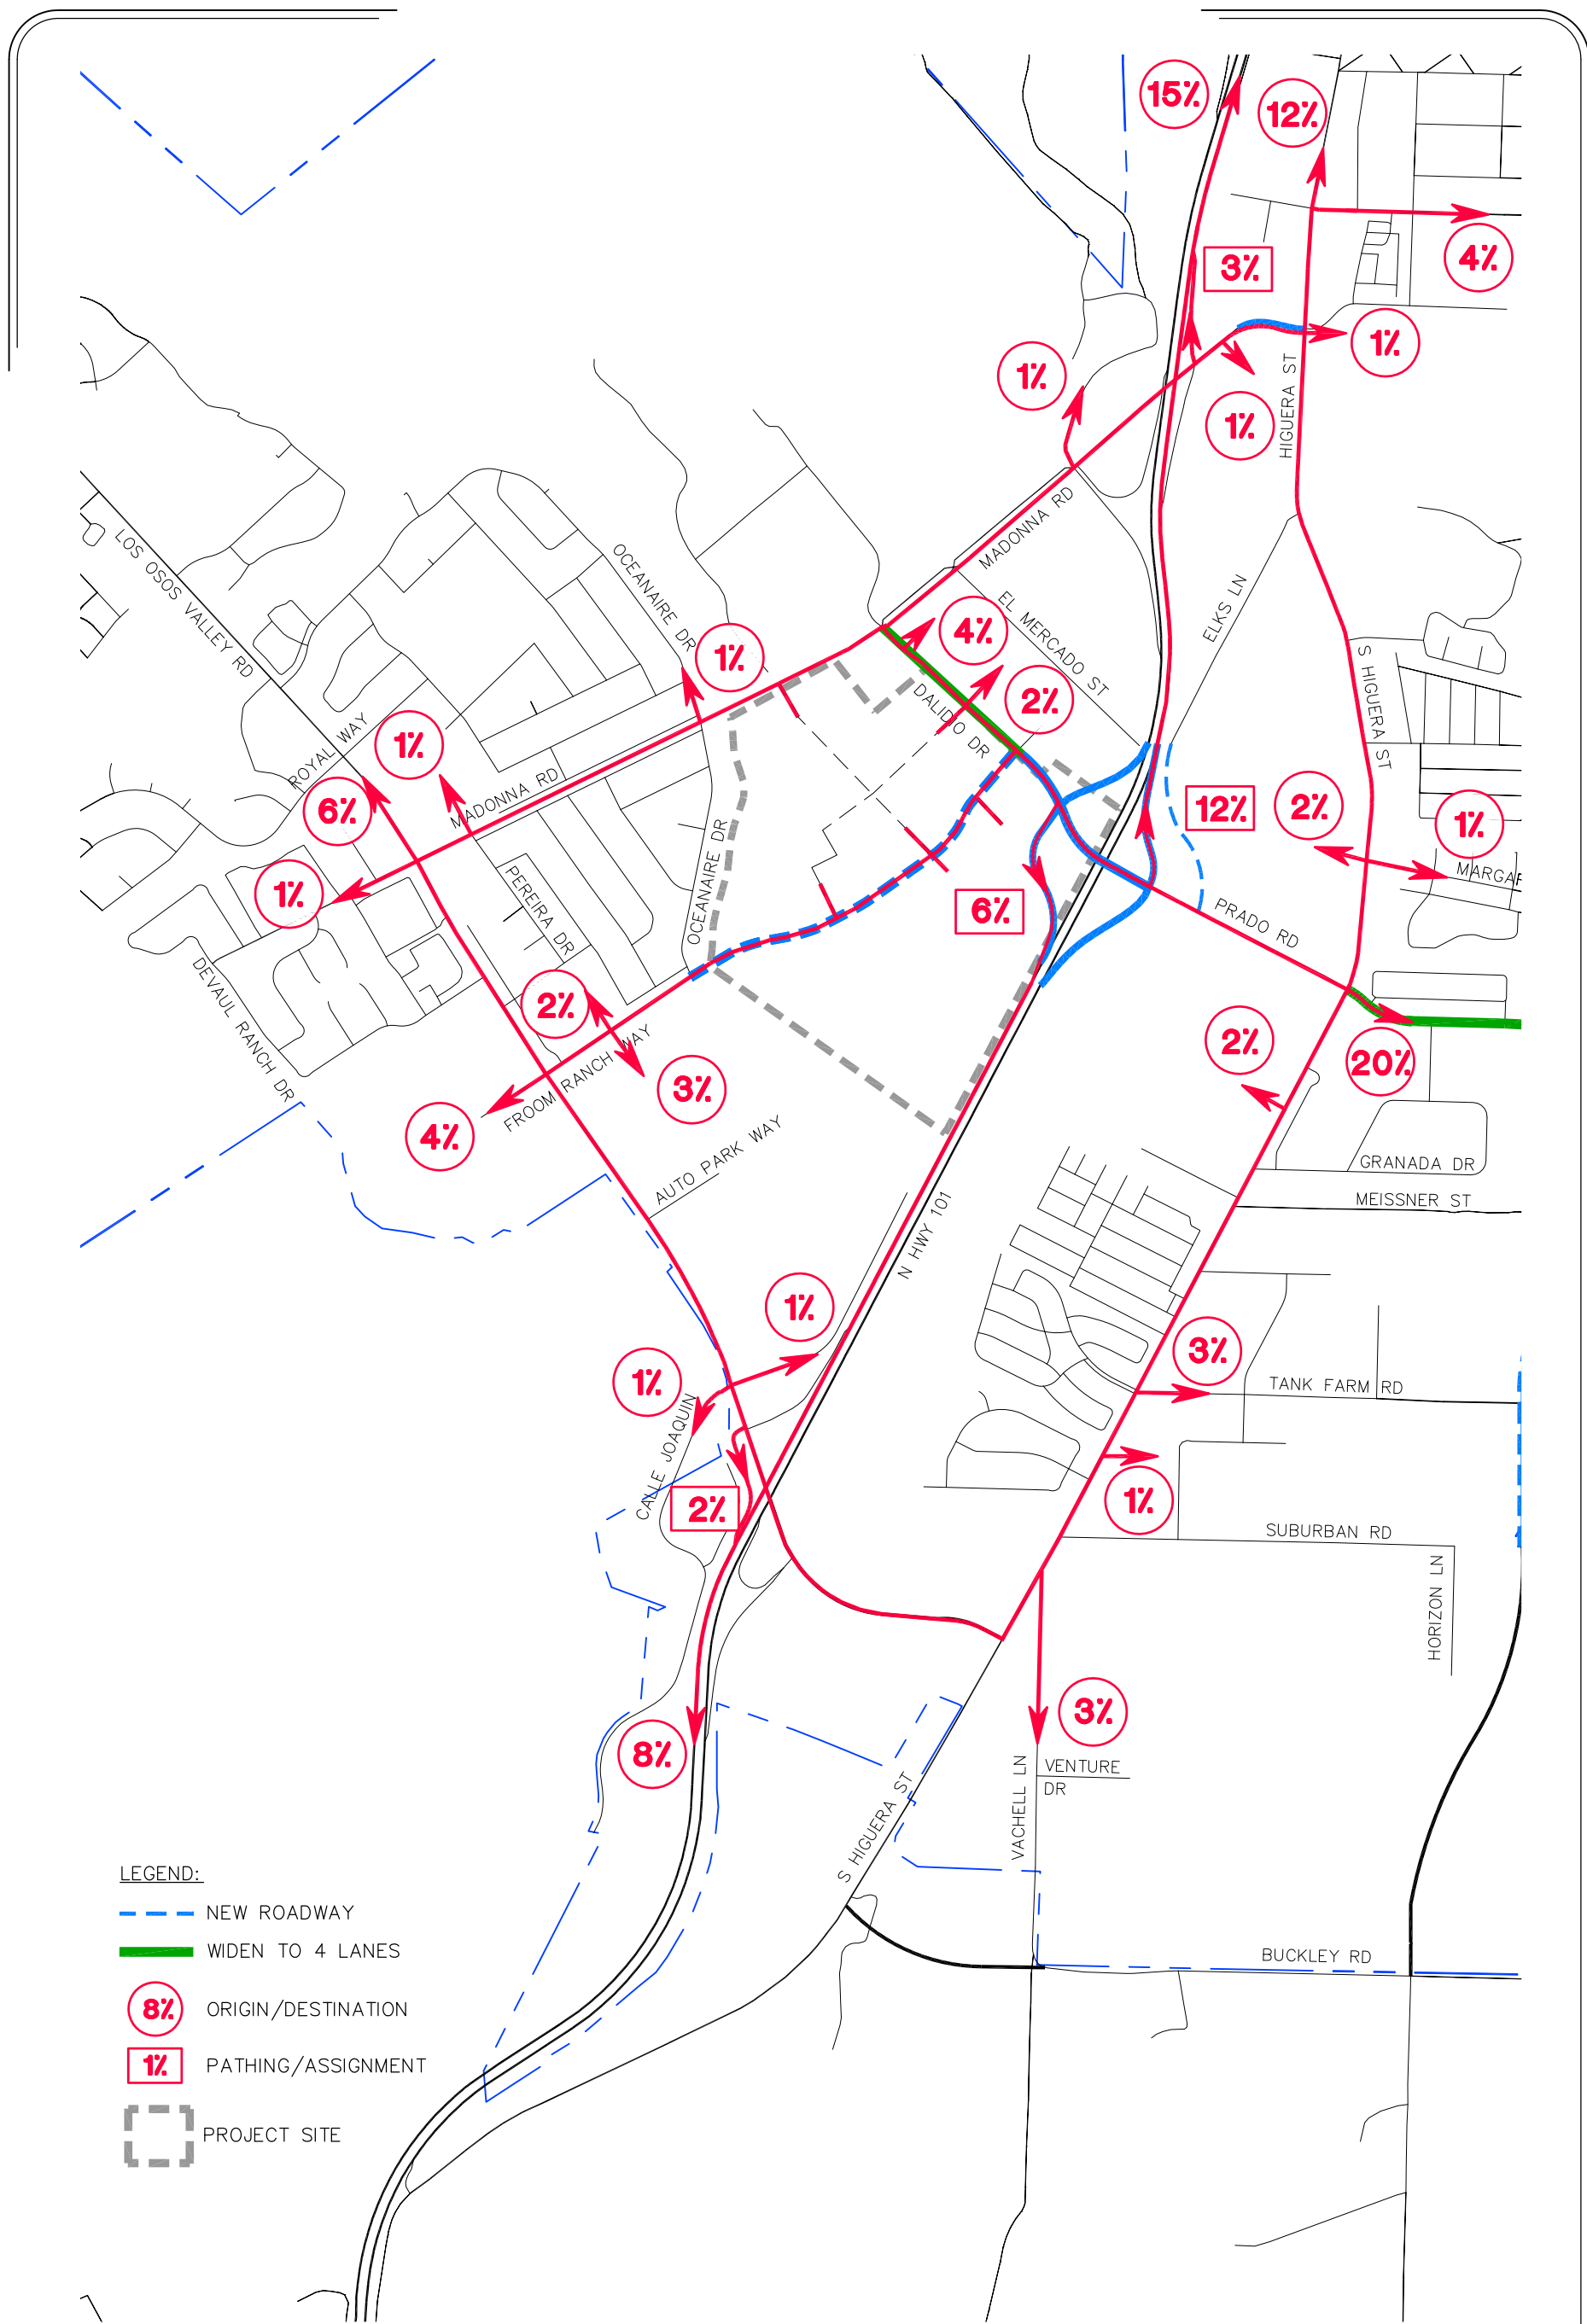 15%
12%
3%
4%
1%
1%
1%
HIGUERA ST
MADONNA RD
LOS OSOS VALLEY RD
OCEANAIRE DR
EL MERCADO ST
ELKS LN
4%
1%
2%
S HIGUERA ST
DALIDIO DR
ROYAL WAY
1%
6%
MADONNA RD
12%
2%
1%
MARGAR
1%
PEREIRA DR
OCEANAIRE DR
6%
PRADO RD
DEVAUL RANCH DR
2%
2%
20%
3%
FROOM RANCH WAY
4%
AUTO PARK WAY
GRANADA DR
MEISSNER ST
N HWY 101
1%
3%
1%
TANK FARM RD
CALLE JOAQUIN
2%
1%
SUBURBAN RD
HORIZON LN
3%
8%
VENTURE
DR
VACHELL LN
S HIGUERA ST
BUCKLEY RD
LEGEND:
NEW ROADWAY
WIDEN TO 4 LANES
8% ORIGIN/DESTINATION
1% PATHING/ASSIGNMENT
PROJECT SITE